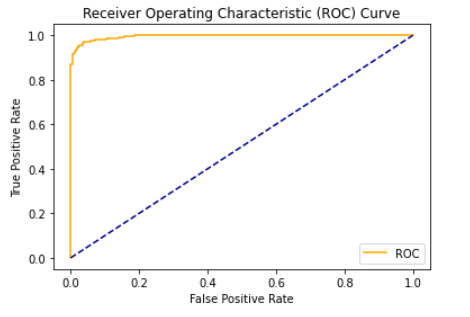 Receiver Operating Characteristic (ROC) Curve
1.0
0.8
0.6
0.4
0.2
0.0
True Positive Rate
0.0 0.2 0.4 0.6 0.8 1.0
False Positive Rate
ROC